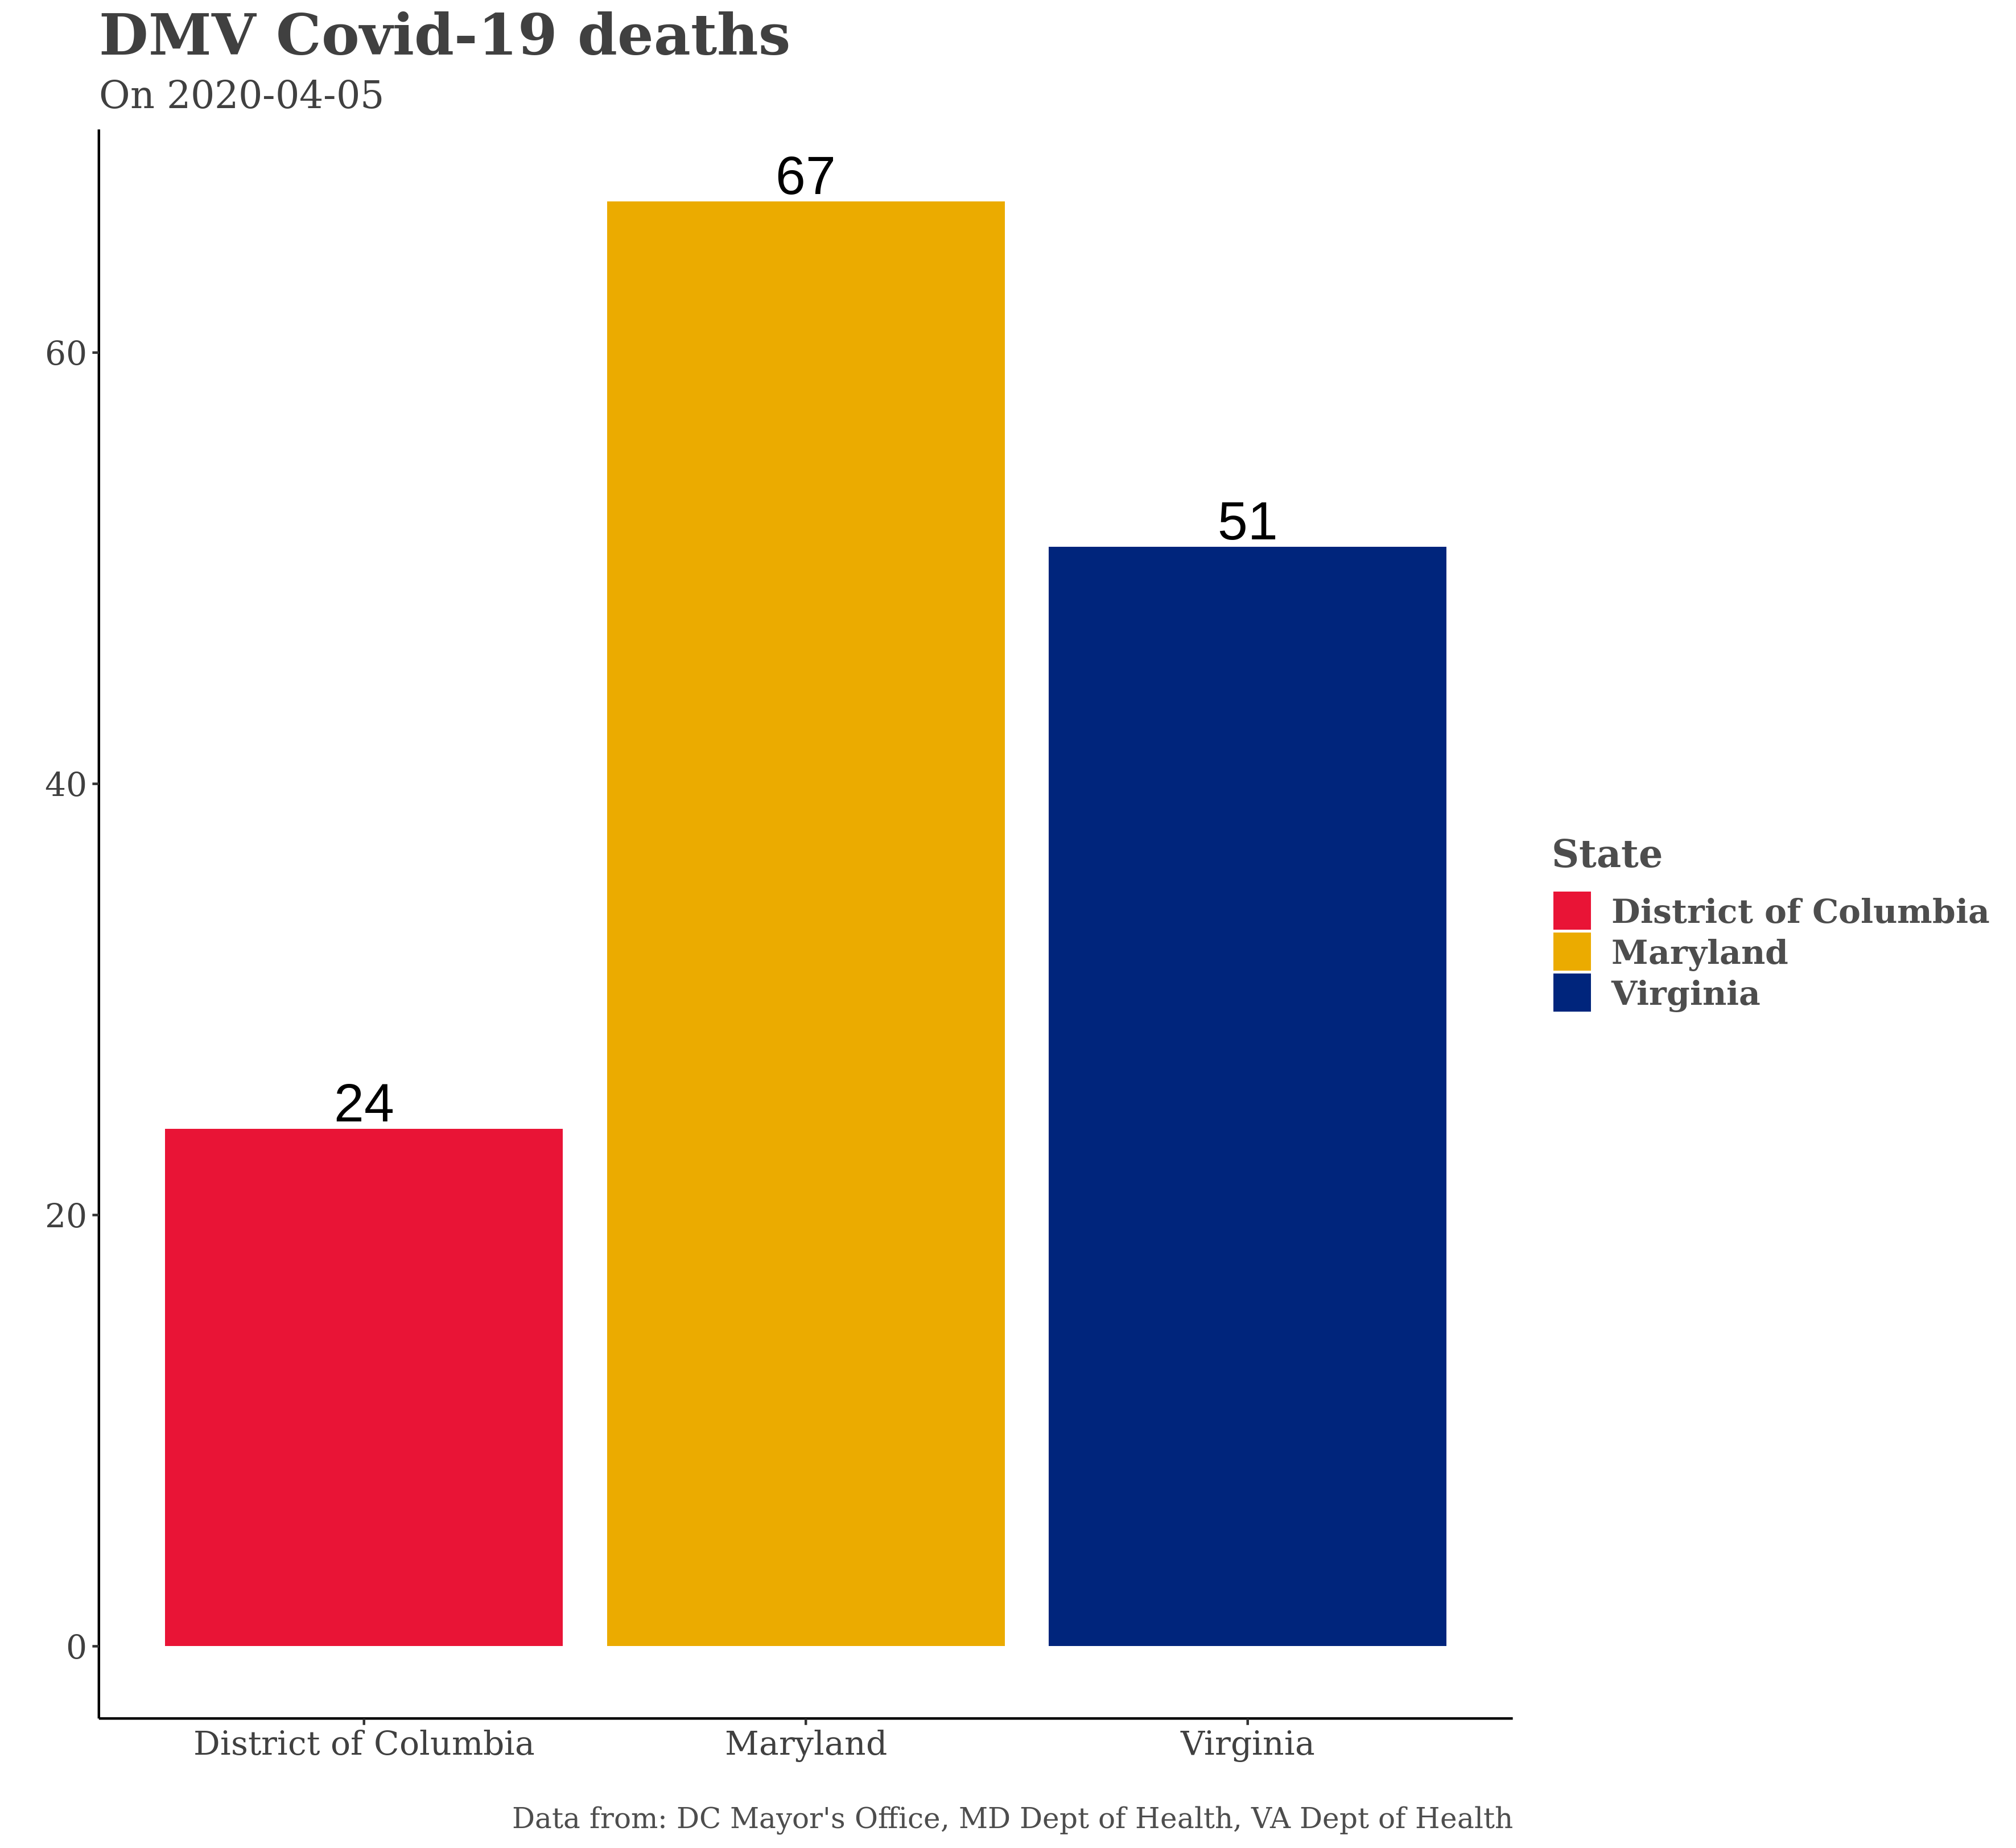 DMV Covid-19 deaths
On 2020-04-05
67
60
51
40
State
District of Columbia
Maryland
Virginia
24
20
0
District of Columbia Maryland Virginia
Data from: DC Mayor's Office, MD Dept of Health, VA Dept of Health